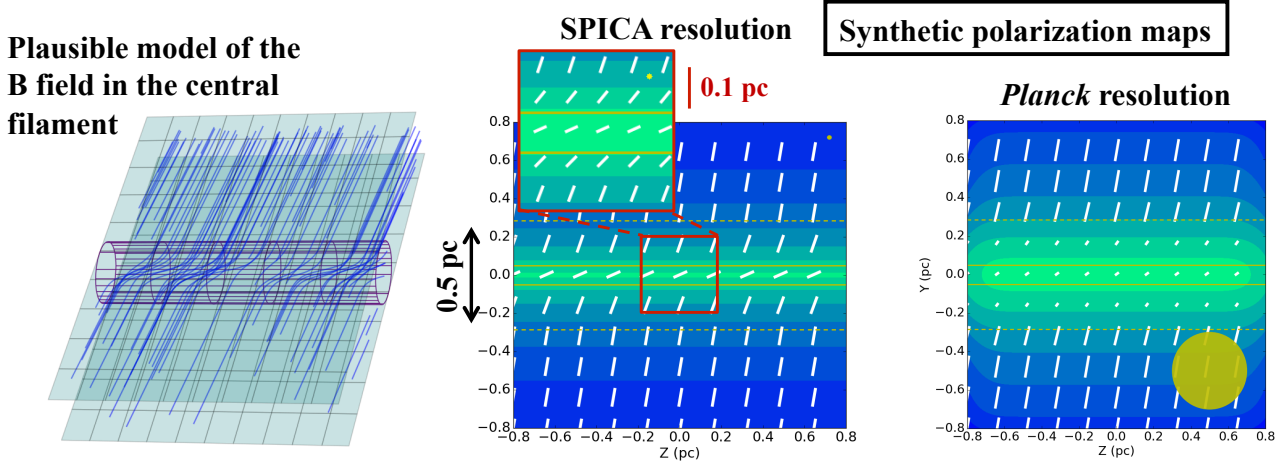 Plausible model of the
B field in the central
filament
SPICA resolution
Synthetic polarization maps
0.1 pc
Planck resolution
0.5 pc
0.8
0.6
0.4
0.2
0.0
−0.2
−0.4
−0.6
−0.8
−0.8 −0.6 −0.4 −0.2 0.0 0.2 0.4 0.6 0.8
Z (pc)
Y (pc)
0.8
0.6
0.4
0.2
0.0
−0.2
−0.4
−0.6
−0.8
−0.8 −0.6 −0.4 −0.2 0.0 0.2 0.4 0.6 0.8
Z (pc)